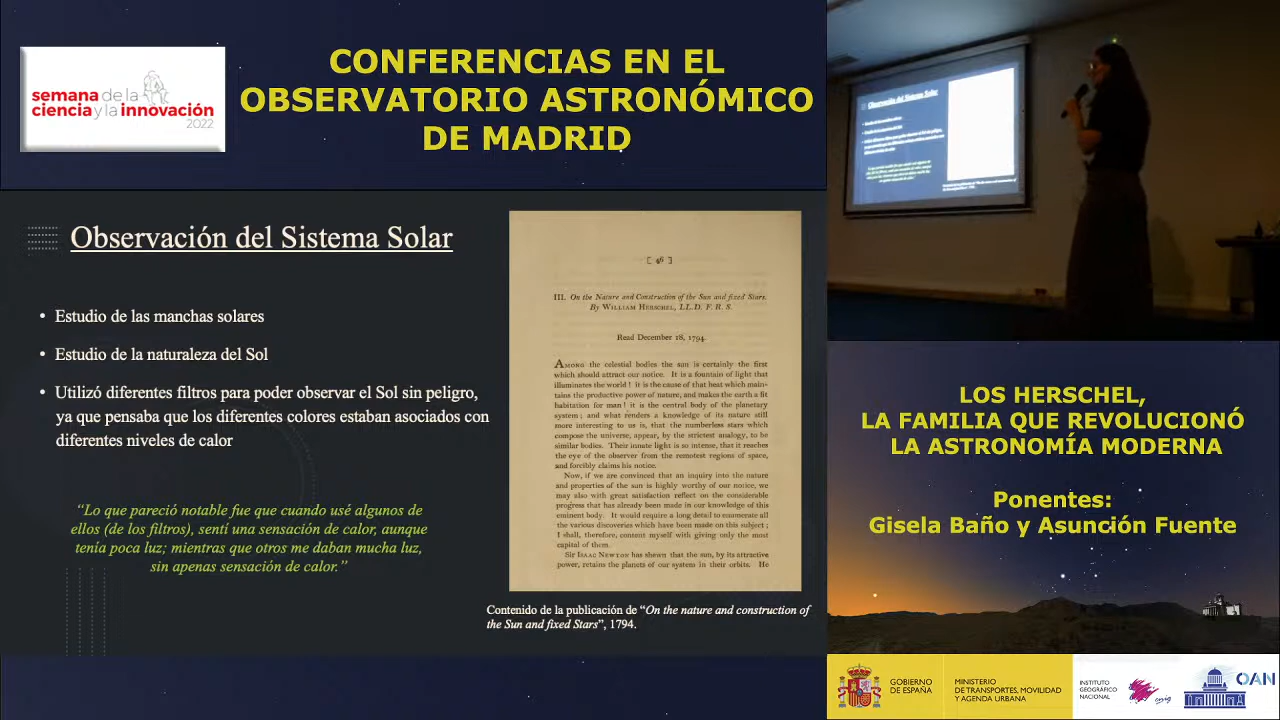 semana de la
ciencia y la innovación
2022
CONFERENCIAS EN EL
OBSERVATORIO ASTRONÓMICO
DE MADRID
Observación del Sistema Solar
• Estudio de las manchas solares
• Estudio de la naturaleza del Sol
• Utilizó diferentes filtros para poder observar el Sol sin peligro,
ya que pensaba que los diferentes colores estaban asociados con
diferentes niveles de calor
“Lo que pareció notable fue que cuando usé algunos de
ellos (de los filtros), sentí una sensación de calor, aunque
tenía poca luz; mientras que otros me daban mucha luz,
sin apenas sensación de calor.”
[ 46 ]
III. On the Nature and Construction of the Sun and fixed Stars.
By WILLIAM HERSCHEL, LL.D. F. R. S.
Read December 18, 1794.
AMONG the celestial bodies the sun is certainly the first
which should attract our notice. It is a fountain of light that
illuminates the world! it is the cause of that heat which main-
tains the productive power of nature, and makes the earth a fit
habitation for man! it is the central body of the planetary
system; and what renders a knowledge of its nature still
more interesting to us is, that the numberless stars which
compose the universe, appear, by the strictest analogy, to be
similar bodies. Their innate light is so intense, that it reaches
the eye of the observer from the remotest regions of space,
and forcibly claims his notice.
Now, if we are convinced that an inquiry into the nature
and properties of the sun is highly worthy of our notice, we
may also with great satisfaction reflect on the considerable
progress that has already been made in our knowledge of this
eminent body. It would require a long detail to enumerate all
the various discoveries which have been made on this subject;
I shall, therefore, content myself with giving only the most
capital of them.
Sir ISAAC NEWTON has shewn that the sun, by its attractive
power, retains the planets of our system in their orbits. He
Contenido de la publicación de “On the nature and construction of
the Sun and fixed Stars”, 1794.
Observación del Sistema Solar
LOS HERSCHEL,
LA FAMILIA QUE REVOLUCIONÓ
LA ASTRONOMÍA MODERNA
Ponentes:
Gisela Baño y Asunción Fuente
GOBIERNO
DE ESPAÑA
MINISTERIO
DE TRANSPORTES, MOVILIDAD
Y AGENDA URBANA
INSTITUTO
GEOGRÁFICO
NACIONAL
cnig
OAN